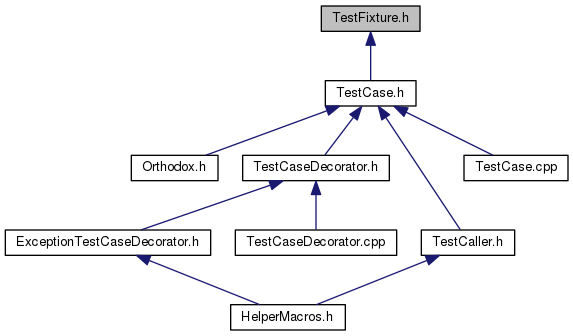 TestFixture.h
TestCase.h
Orthodox.h
TestCaseDecorator.h
TestCase.cpp
ExceptionTestCaseDecorator.h
TestCaseDecorator.cpp
TestCaller.h
HelperMacros.h